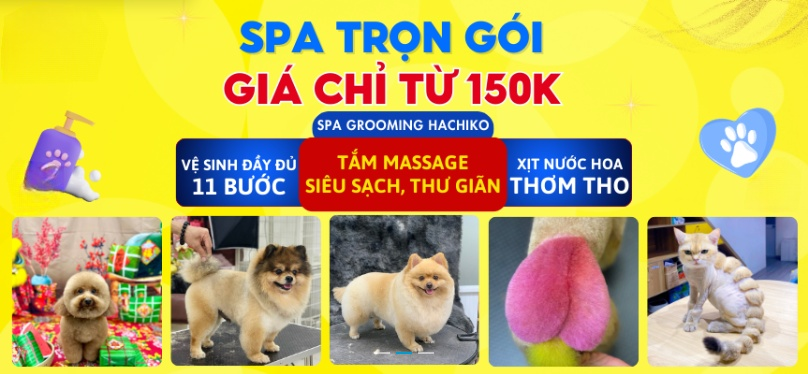 SPA TRỌN GÓI
GIÁ CHỈ TỪ 150K
SPA GROOMING HACHIKO
VỆ SINH ĐẦY ĐỦ
11 BƯỚC
TẮM MASSAGE
SIÊU SẠCH, THƯ GIÃN
XỊT NƯỚC HOA
THƠM THO